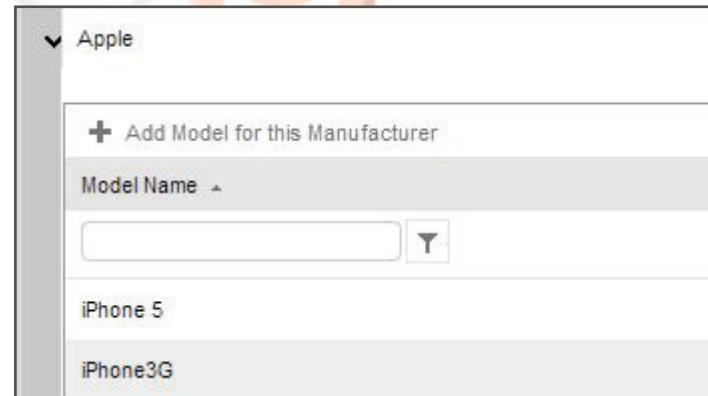 Apple
Add Model for this Manufacturer
Model Name
iPhone 5
iPhone3G